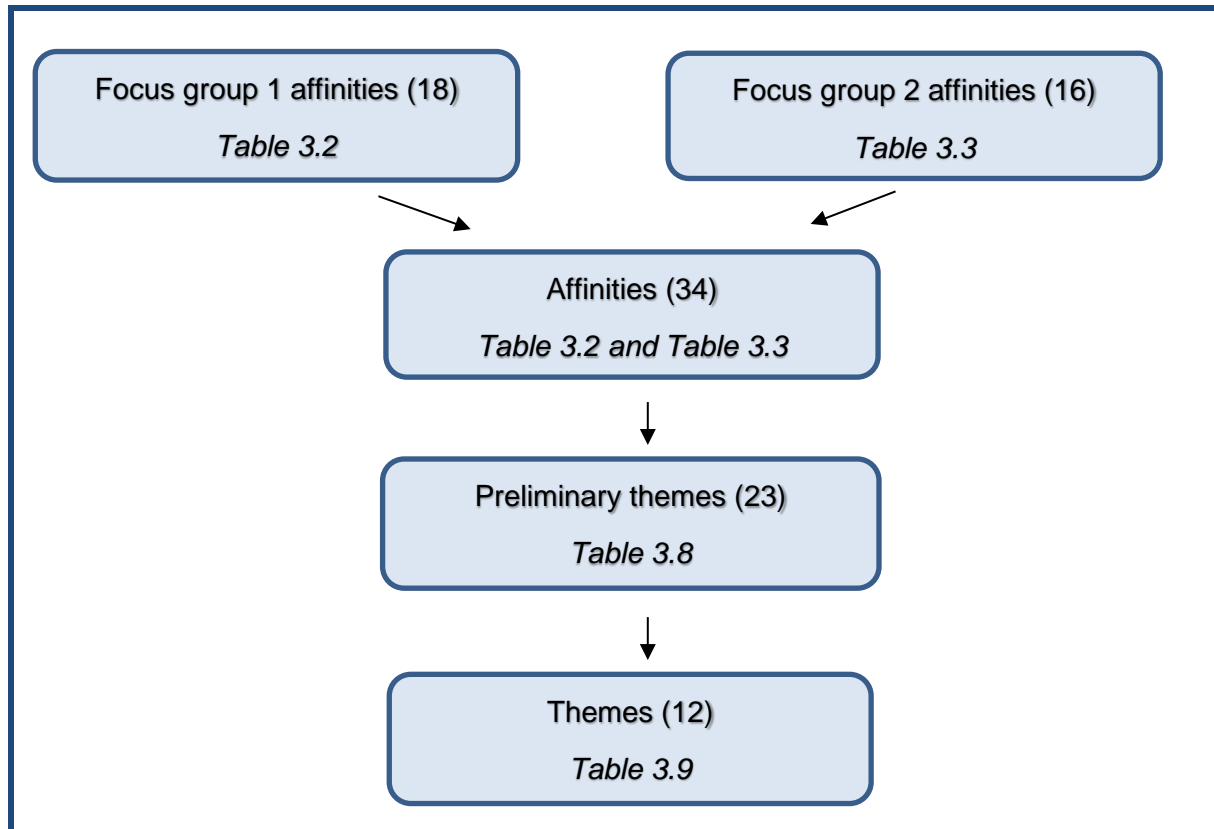 Focus group 1 affinities (18)
Table 3.2
Focus group 2 affinities (16)
Table 3.3
Affinities (34)
Table 3.2 and Table 3.3
Preliminary themes (23)
Table 3.8
Themes (12)
Table 3.9